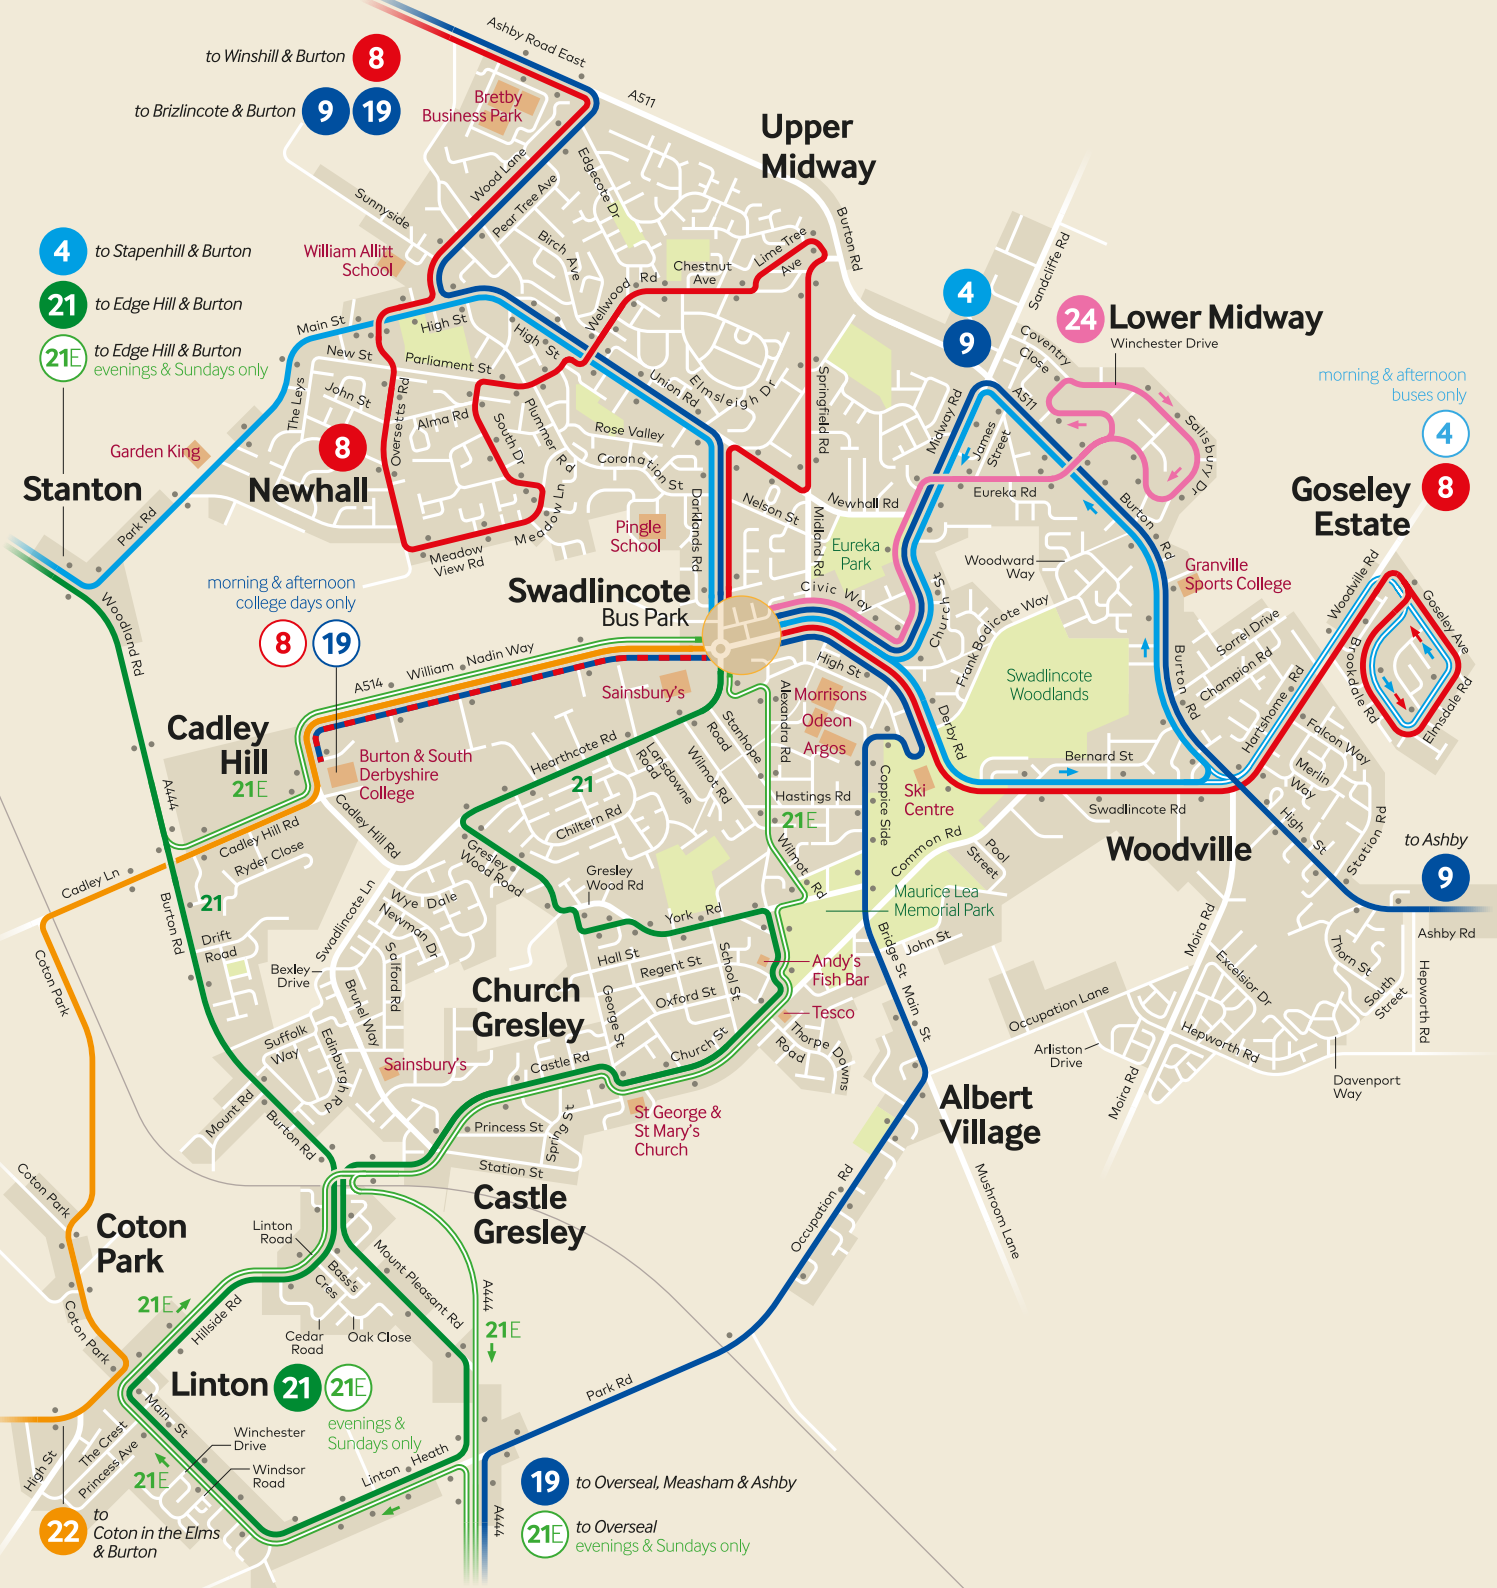 Ashby Road East
to Winshill & Burton 8
to Brizlincote & Burton 9 19
Bretby
Business Park
A511
Upper
Midway
Wood Lane
Pear Tree Ave
Edgecote Dr
Sunnyside
Birch Ave
Burton Rd
4 to Stapenhill & Burton
21 to Edge Hill & Burton
21E to Edge Hill & Burton
evenings & Sundays only
William Allitt
School
Wellwood Rd
Chestnut
Ave
Lime Tree
Ave
Sandcliffe Rd
4
9
24 Lower Midway
Winchester Drive
Coventry
Close
A511
Main St
High St
High St
New St
Parliament St
John St
The Leys
Oversetts Rd
Alma Rd
South Dr
Plummer Rd
Union Rd
Elmsleigh Dr
Springfield Rd
Rose Valley
Coronation St
Midway Rd
James
Street
Salisbury Dr
morning & afternoon
buses only
4
8
Goseley
Estate
Garden King
8
Newhall
Stanton
Park Rd
Meadow Ln
Meadow
View Rd
Darklands Rd
Nelson St
Newhall Rd
Midland Rd
Eureka Rd
Burton Rd
Pingle
School
Eureka
Park
Woodward
Way
Granville
Sports College
Woodville Rd
Goseley Ave
Swadlincote
Bus Park
morning & afternoon
college days only
8 19
Civic Way
Church St
Frank Bodicote Way
Sorrel Drive
Champion Rd
Brookdale Rd
Elmsdale Rd
Woodland Rd
A514
William Nadin Way
High St
Swadlincote
Woodlands
Burton Rd
Hartshorne Rd
Sainsbury's
Morrisons
Odeon
Argos
Alexandra Rd
Derby Rd
Bernard St
Falcon Way
Merlin
Way
Cadley
Hill
21E
Burton & South
Derbyshire
College
Hearthcote Rd
21
Stanhope
Road
Lansdowne
Road
Wilmot Rd
Hastings Rd
21E
Coppice Side
Ski
Centre
Swadlincote Rd
Woodville
High St
Station Rd
to Ashby
9
A444
Cadley Hill Rd
Cadley Hill Rd
Ryder Close
Chiltern Rd
Gresley
Wood Road
Gresley
Wood Rd
Wilmot Rd
Common Rd
Pool
Street
Maurice Lea
Memorial Park
Cadley Ln
21
Burton Rd
Drift
Road
Swadlincote Ln
Wye Dale
Newman Dr
Salford Rd
York Rd
Hall St
Regent St
School St
Oxford St
George St
Andy's
Fish Bar
Tesco
John St
Bridge St
Main St
Moira Rd
Ashby Rd
Thorn St
South
Street
Hepworth Rd
Excelsior Dr
Coton Park
Bexley
Drive
Brunel Way
Church
Gresley
Suffolk
Way
Edinburgh Rd
Sainsbury's
Castle Rd
Church St
Thorpe Downs
Road
Occupation Lane
Arliston
Drive
Hepworth Rd
Davenport
Way
Moira Rd
Mount Rd
Burton Rd
Princess St
Spring St
Station St
St George &
St Mary's
Church
Albert
Village
Mushroom Lane
Coton Park
Coton
Park
Linton
Road
Castle
Gresley
Occupation Rd
Bass's
Cres
Mount Pleasant Rd
A444
21E
21E
Hillside Rd
Coton Park
Cedar
Road
Oak Close
Linton 21 21E
evenings &
Sundays only
Park Rd
Main St
The Crest
Princess Ave
High St
Winchester
Drive
Windsor
Road
21E
Linton Heath
A444
22 to
Coton in the Elms
& Burton
19 to Overseal, Measham & Ashby
21E to Overseal
evenings & Sundays only